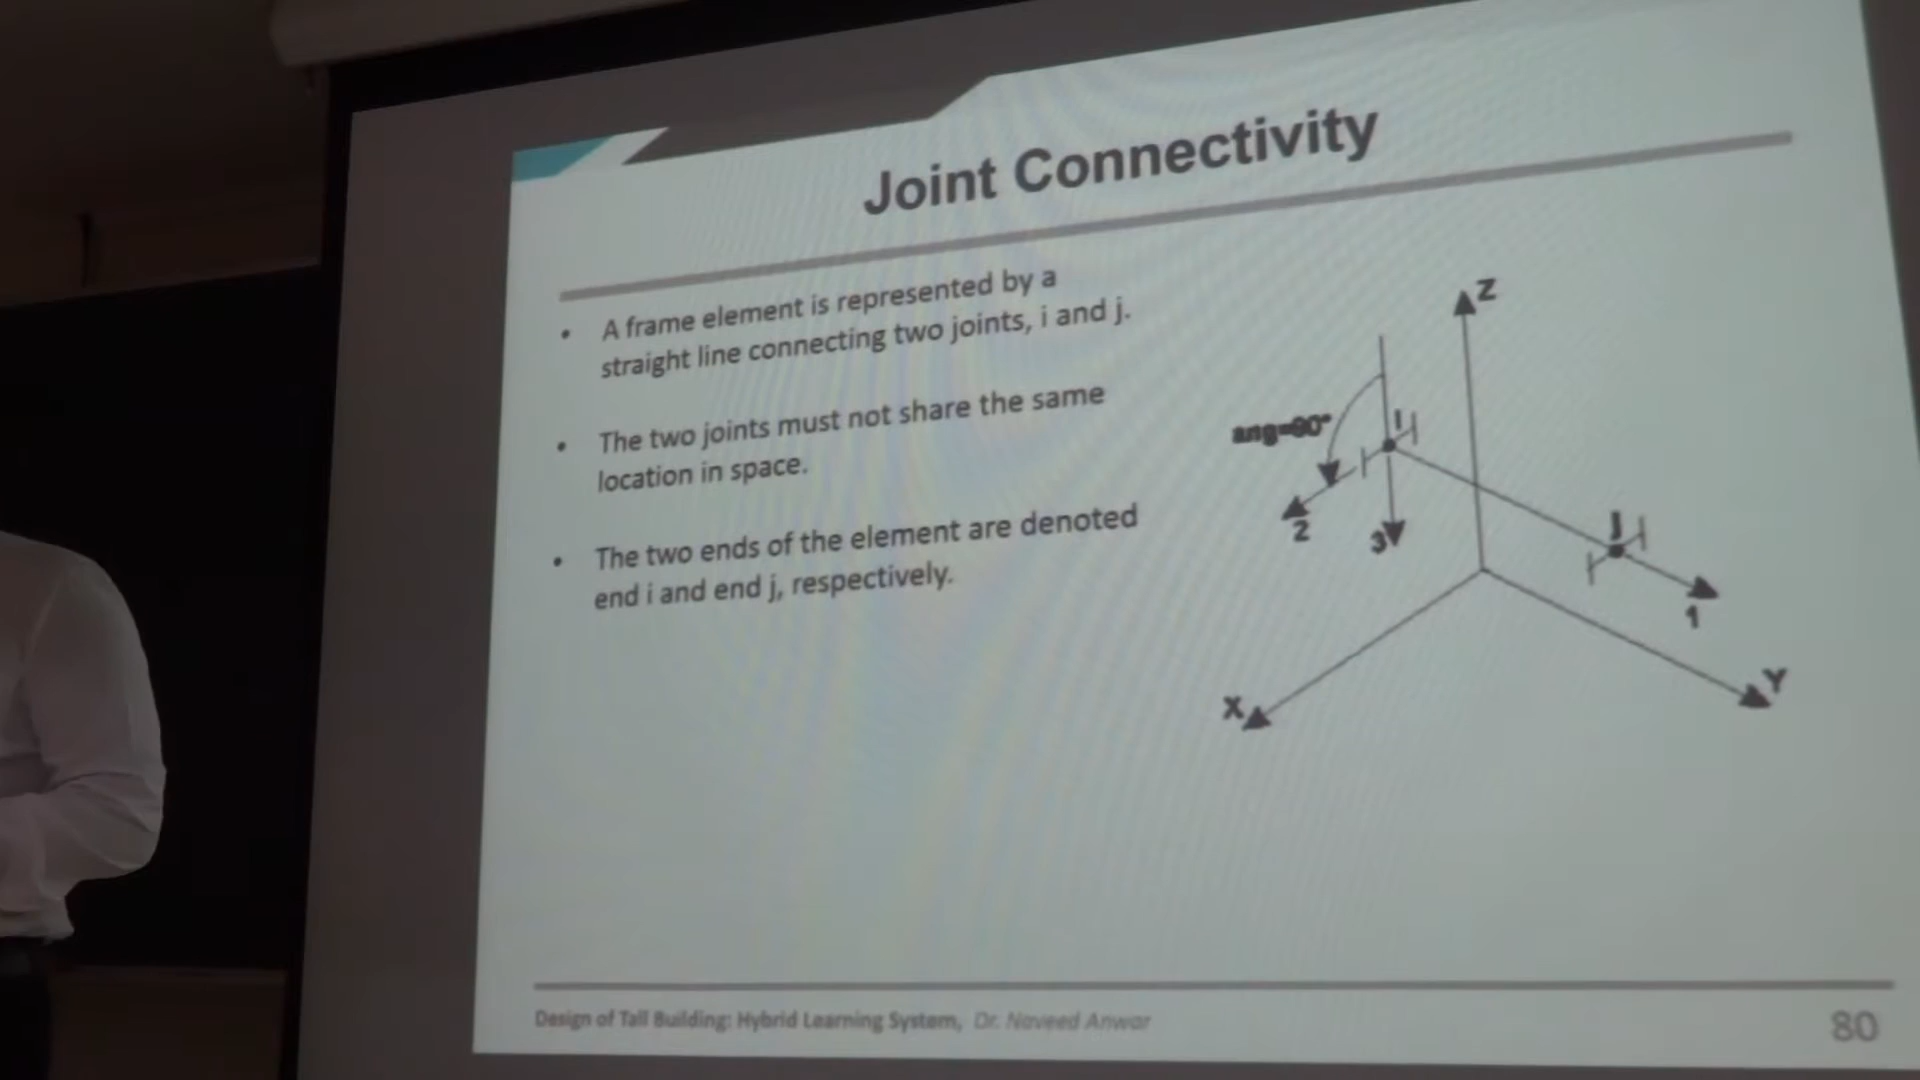 Joint Connectivity
• A frame element is represented by a
straight line connecting two joints, i and j.
• The two joints must not share the same
location in space.
• The two ends of the element are denoted
end i and end j, respectively.
Z
ang=90°
I
2
3
J
1
X
Y
Design of Tall Building: Hybrid Learning System, Dr. Naveed Anwar
80